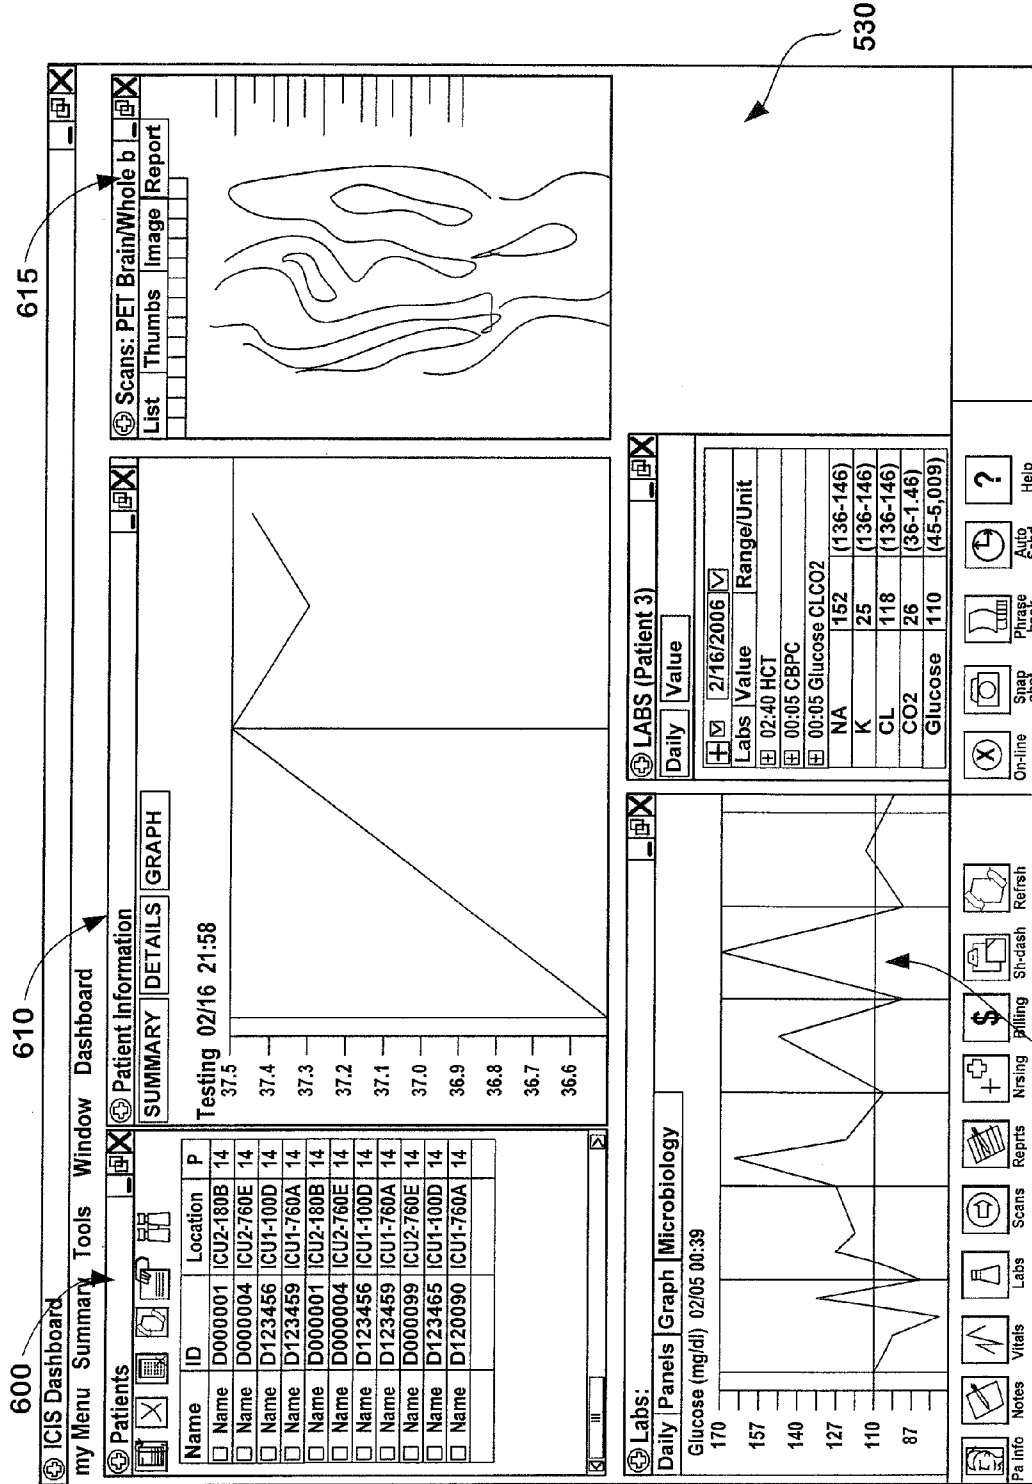 600
610
615
530
ICIS Dashboard
my Menu Summary Tools Window Dashboard
Patients
Name ID Location P
Name D000001 ICU2-180B 14
Name D000004 ICU2-760E 14
Name D123456 ICU1-100D 14
Name D123459 ICU1-760A 14
Name D000001 ICU2-180B 14
Name D000004 ICU2-760E 14
Name D123456 ICU1-100D 14
Name D123459 ICU1-760A 14
Name D000099 ICU2-760E 14
Name D123465 ICU1-100D 14
Name D120090 ICU1-760A 14
Patient Information
SUMMARY DETAILS GRAPH
Testing 02/16 21:58
37.5
37.4
37.3
37.2
37.1
37.0
36.9
36.8
36.7
36.6
Scans: PET Brain/Whole b
List Thumbs Image Report
Labs:
Daily Panels Graph Microbiology
Glucose (mg/dl) 02/05 00:39
170
157
140
127
110
87
LABS (Patient 3)
Daily Value
2/16/2006
Labs Value Range/Unit
02:40 HCT
00:05 CBPC
00:05 Glucose CLCO2
NA 152 (136-146)
K 25 (136-146)
CL 118 (136-146)
CO2 26 (36-1.46)
Glucose 110 (45-5,009)
Pa Info Notes Vitals Labs Scans Reprts Nrsing $ Billing Sh-dash Refrsh X On-line Snap Phrase Auto ? Help